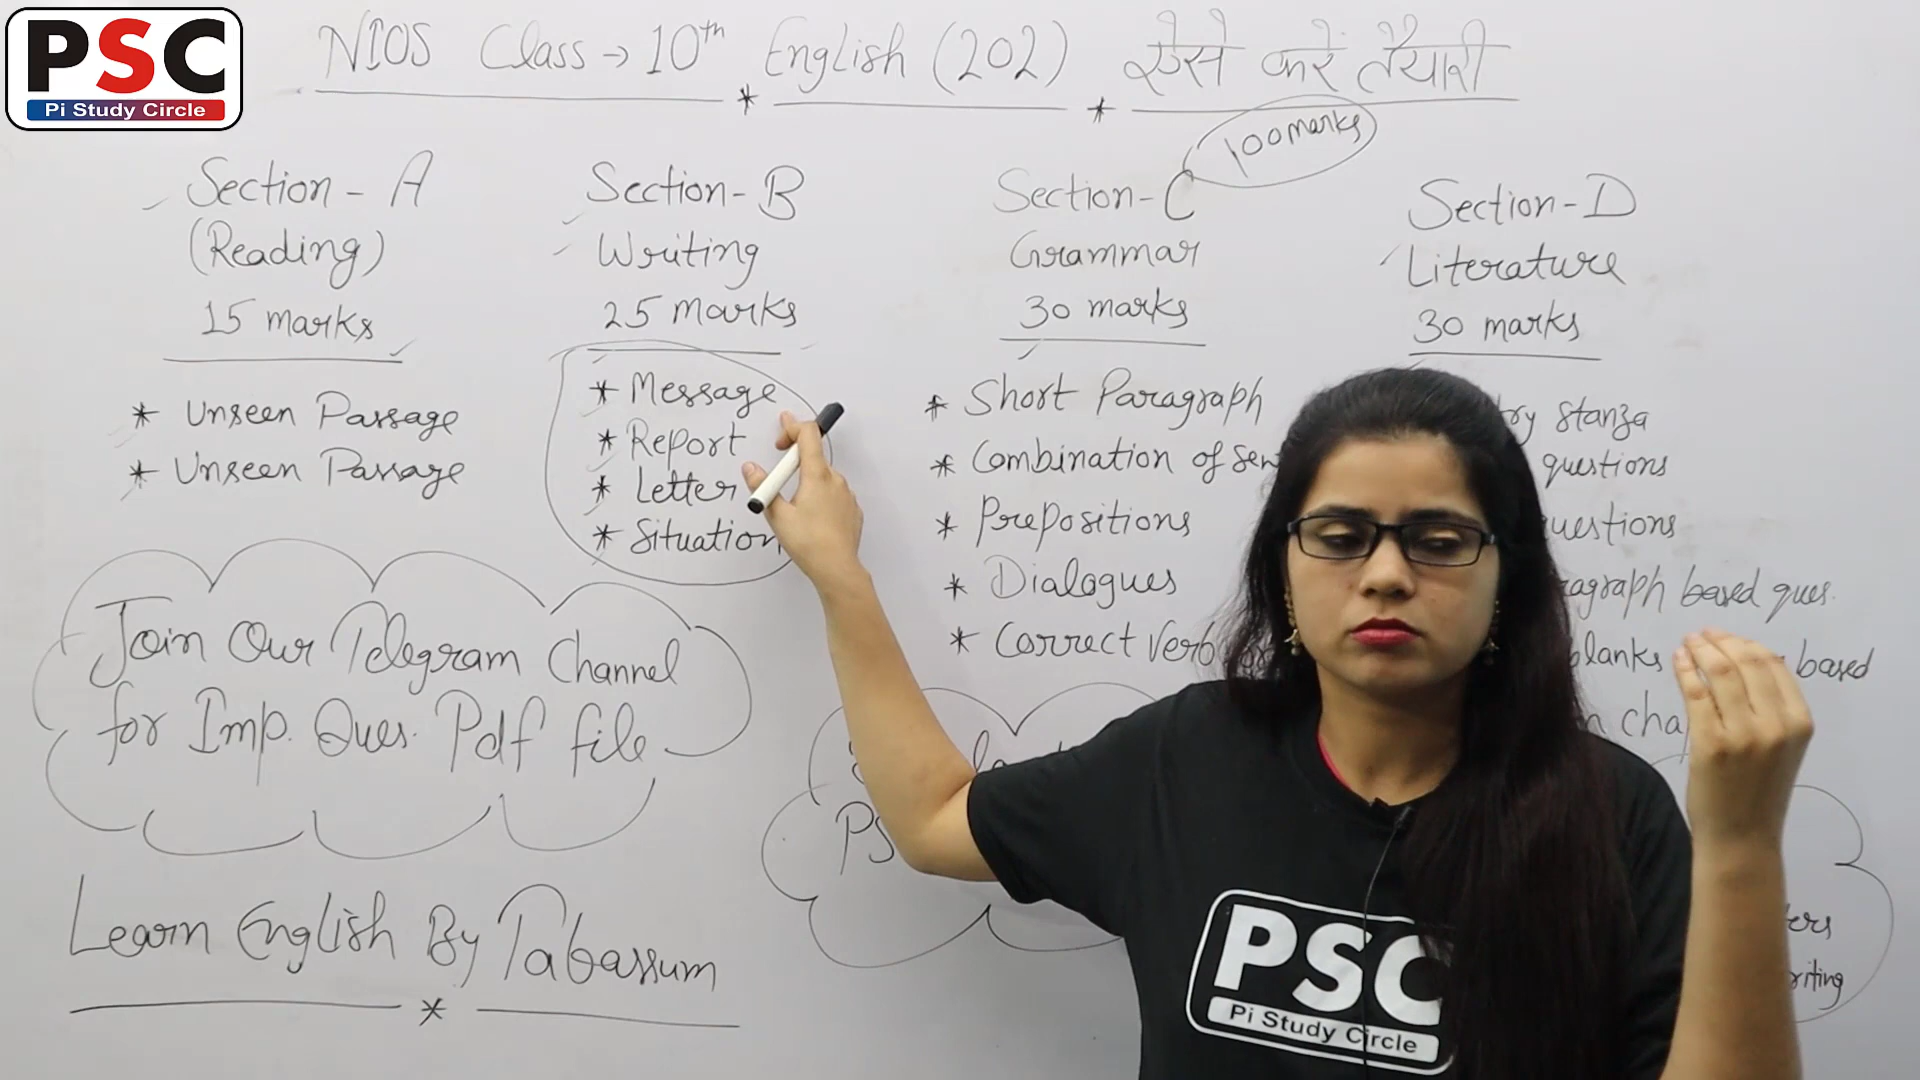 PSC
Pi Study Circle
NIOS Class → 10th * English (202) * ऐसे करें तैयारी
100 marks
Section - A
(Reading)
15 marks
* Unseen Passage
* Unseen Passage
Section - B
Writing
25 marks
* Message
* Report
* Letter
* Situation
Section - C
Grammar
30 marks
* Short Paragraph
* Combination of
* Prepositions
* Dialogues
* Correct Verb
Section - D
Literature
30 marks
stanza
questions
based ques.
based
Join Our Telegram Channel
for Imp. Ques. Pdf file
Learn English By Tabassum
*
PSC
Pi Study Circle